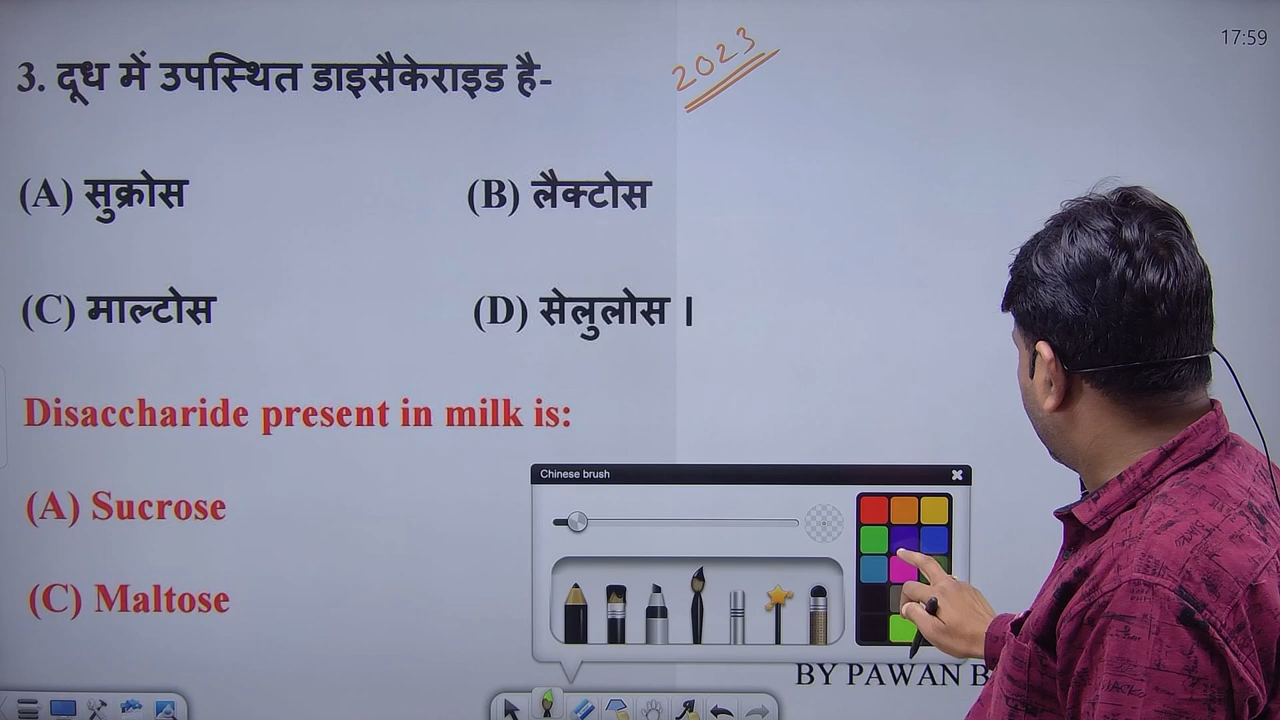 3. दूध में उपस्थित डाइसैकेराइड है-
2023
17:59
(A) सुक्रोस (B) लैक्टोस
(C) माल्टोस (D) सेलुलोस ।
Disaccharide present in milk is:
(A) Sucrose
(C) Maltose
Chinese brush
BY PAWAN B